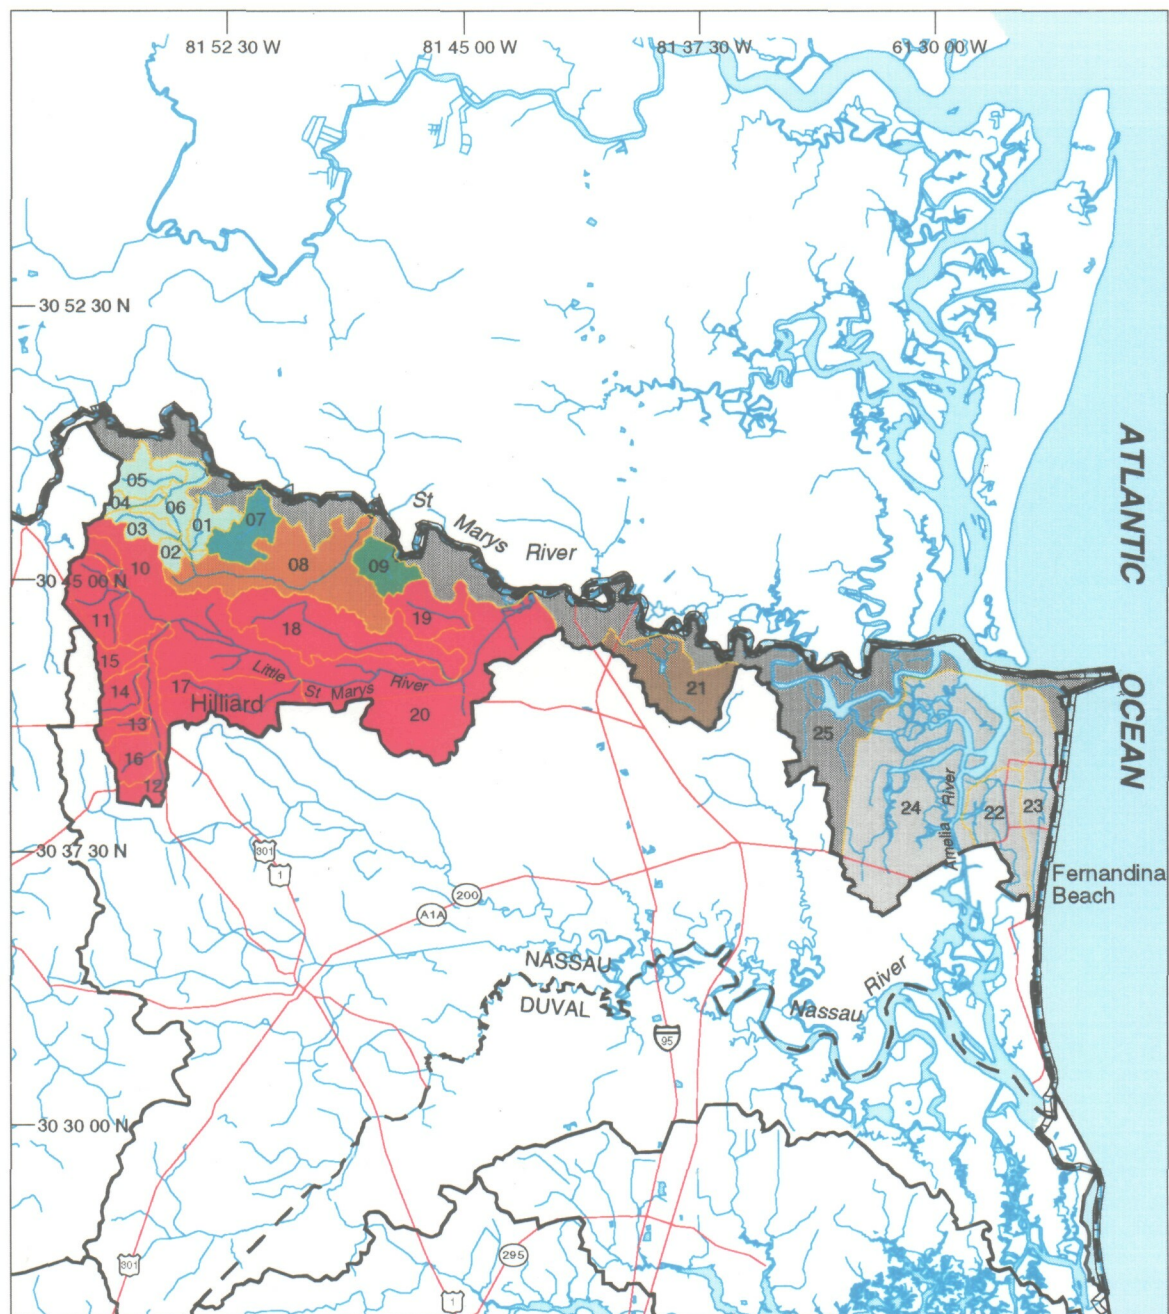 81 52 30 W
81 45 00 W
81 37 30 W
61 30 00 W
30 52 30 N
ATLANTIC
OCEAN
05
04
06
03
01
07
02
St
Marys
River
08
09
10
30 45 00 N
11
18
19
15
Little
St Marys
River
14
17
Hilliard
21
20
13
25
16
12
24
Amelia River
22
23
301
1
30 37 30 N
Fernandina
Beach
200
A1A
NASSAU
DUVAL
Nassau
River
95
30 30 00 N
295
301
1